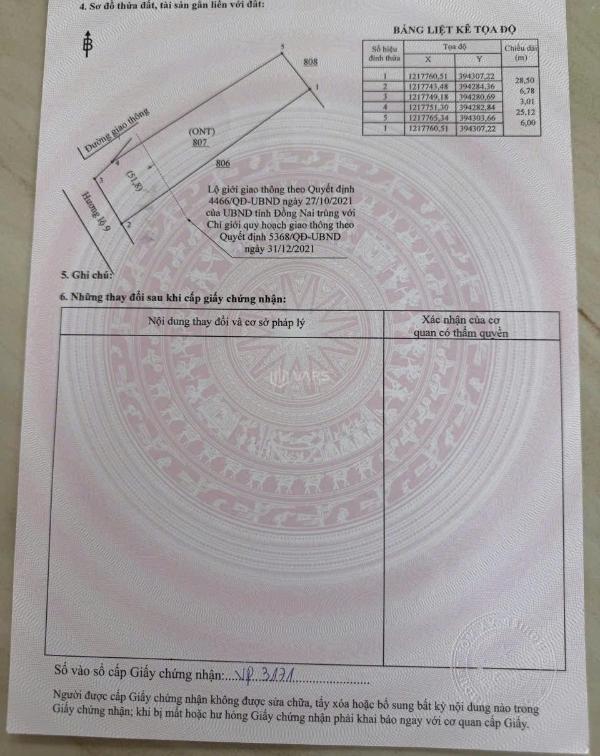 4. Sơ đồ thửa đất, tài sản gắn liền với đất:
B
BẢNG LIỆT KÊ TỌA ĐỘ
Số hiệu đỉnh thửa Tọa độ Chiều dài (m)
X Y
1 1217760,51 394307,22
28,50
2 1217743,48 394284,36
6,78
3 1217749,18 394280,69
3,01
4 1217751,30 394282,84
25,12
5 1217765,34 394303,66
6,00
1 1217760,51 394307,22
5
808
1
Đường giao thông
(ONT)
807
806
4
(51,8)
3
2
Hương lộ 9
Lộ giới giao thông theo Quyết định
4466/QĐ-UBND ngày 27/10/2021
của UBND tỉnh Đồng Nai trùng với
Chỉ giới quy hoạch giao thông theo
Quyết định 5368/QĐ-UBND
ngày 31/12/2021
5. Ghi chú:
6. Những thay đổi sau khi cấp giấy chứng nhận:
Nội dung thay đổi và cơ sở pháp lý
Xác nhận của cơ
quan có thẩm quyền
VARS
Số vào sổ cấp Giấy chứng nhận:....VP 3171....
Người được cấp Giấy chứng nhận không được sửa chữa, tẩy xóa hoặc bổ sung bất kỳ nội dung nào trong
Giấy chứng nhận; khi bị mất hoặc hư hỏng Giấy chứng nhận phải khai báo ngay với cơ quan cấp Giấy.